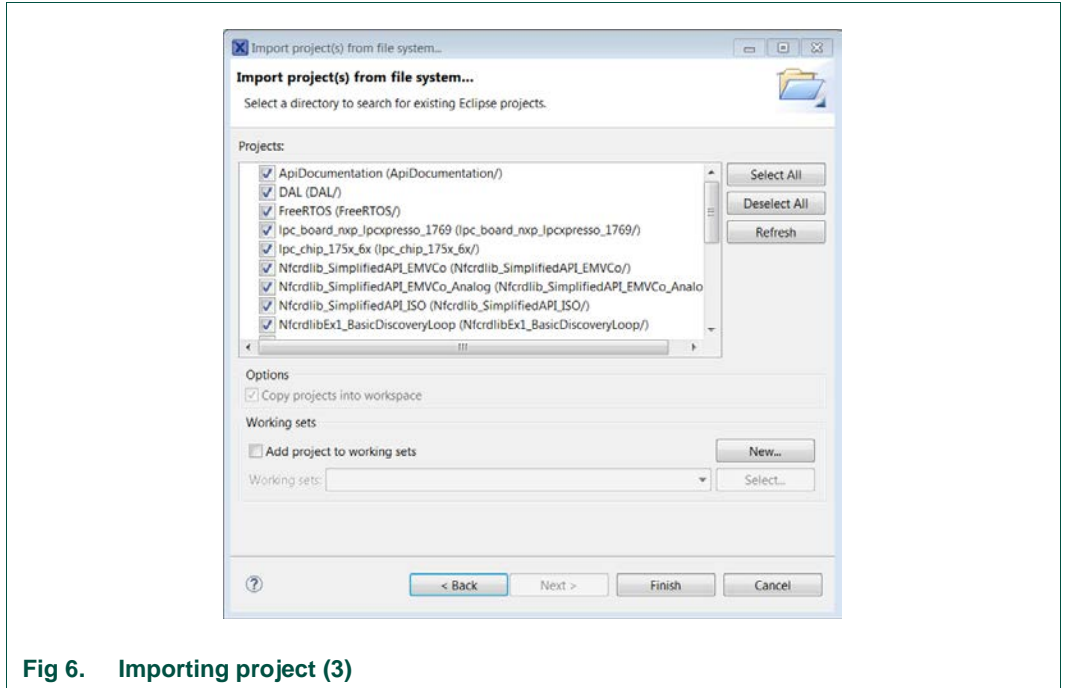 Import project(s) from file system...
Import project(s) from file system...
Select a directory to search for existing Eclipse projects.
Projects:
ApiDocumentation (ApiDocumentation/)
DAL (DAL/)
FreeRTOS (FreeRTOS/)
lpc_board_nxp_lpcxpresso_1769 (lpc_board_nxp_lpcxpresso_1769/)
lpc_chip_175x_6x (lpc_chip_175x_6x/)
Nfcrdlib_SimplifiedAPI_EMVCo (Nfcrdlib_SimplifiedAPI_EMVCo/)
Nfcrdlib_SimplifiedAPI_EMVCo_Analog (Nfcrdlib_SimplifiedAPI_EMVCo_Analo
Nfcrdlib_SimplifiedAPI_ISO (Nfcrdlib_SimplifiedAPI_ISO/)
NfcrdlibEx1_BasicDiscoveryLoop (NfcrdlibEx1_BasicDiscoveryLoop/)
Select All
Deselect All
Refresh
Options
Copy projects into workspace
Working sets
Add project to working sets
New...
Working sets:
Select...
< Back
Next >
Finish
Cancel
Fig 6. Importing project (3)